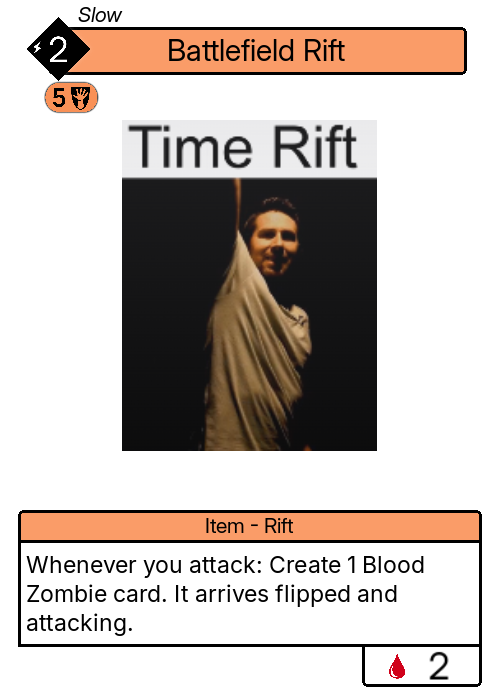 Slow
2
Battlefield Rift
5
Time Rift
Item - Rift
Whenever you attack: Create 1 Blood
Zombie card. It arrives flipped and
attacking.
2